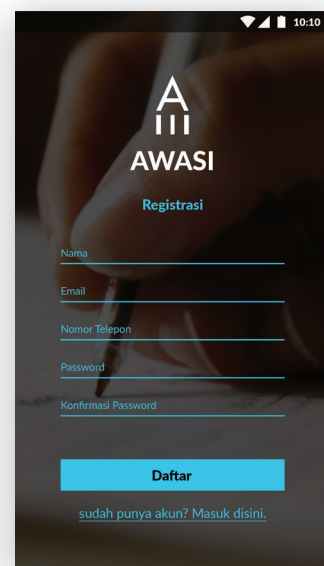 10:10
AWASI
Registrasi
Nama
Email
Nomor Telepon
Password
Konfirmasi Password
Daftar
sudah punya akun? Masuk disini.